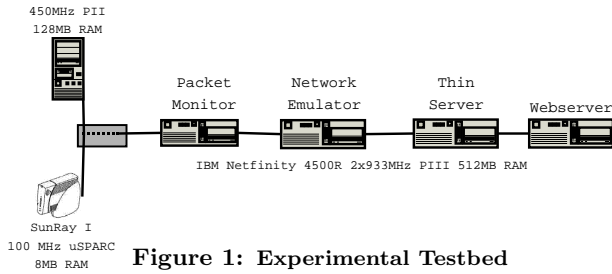 450MHz PII
128MB RAM
Packet
Monitor
Network
Emulator
Thin
Server
Webserver
IBM Netfinity 4500R 2x933MHz PIII 512MB RAM
SunRay I
100 MHz uSPARC
8MB RAM
Figure 1: Experimental Testbed